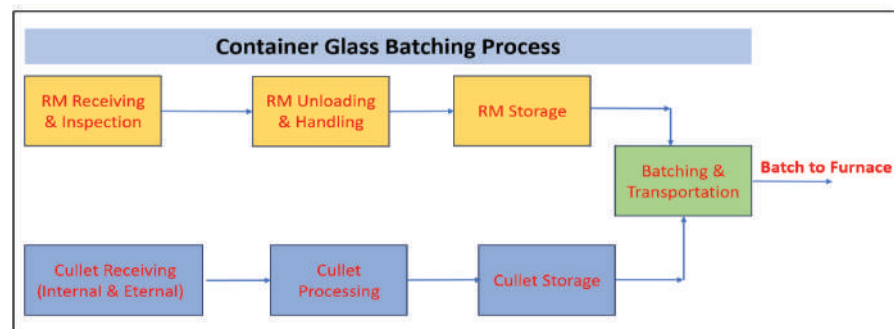 Container Glass Batching Process
RM Receiving
& Inspection
RM Unloading
& Handling
RM Storage
Batching &
Transportation
Batch to Furnace
Cullet Receiving
(Internal & Eternal)
Cullet
Processing
Cullet Storage